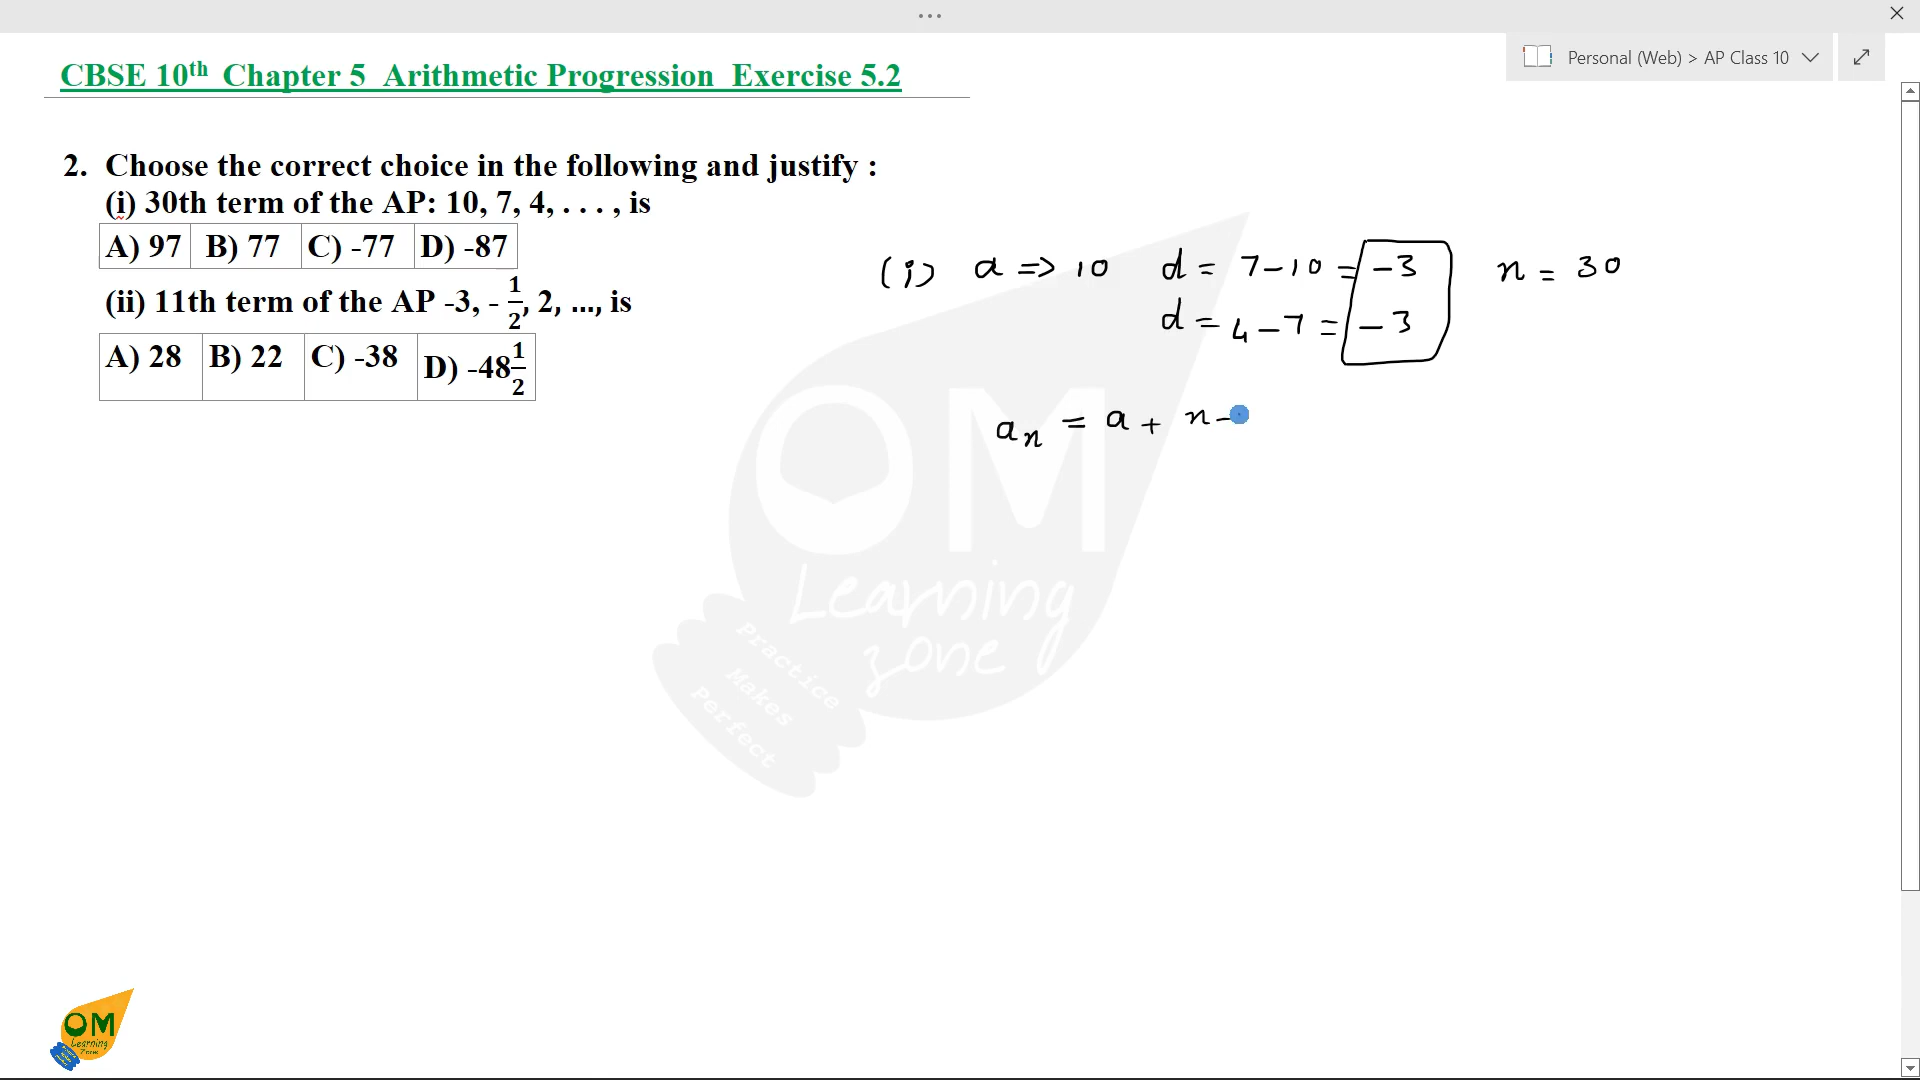 Personal (Web) > AP Class 10
CBSE 10th Chapter 5 Arithmetic Progression Exercise 5.2
2. Choose the correct choice in the following and justify :
(i) 30th term of the AP: 10, 7, 4, . . . , is
A) 97 B) 77 C) -77 D) -87
(ii) 11th term of the AP -3, - 1/2, 2, ..., is
A) 28 B) 22 C) -38 D) -48 1/2
(i) a => 10 d = 7-10 = -3 n = 30
d = 4-7 = -3
an = a + n-
OM
Learning
zone
Practice
Makes
Perfect
OM
Learning
Zone